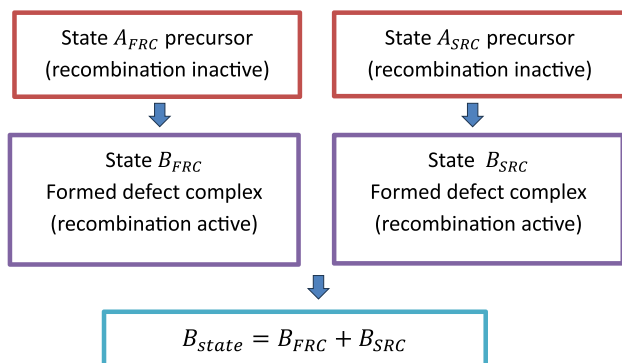 State A_FRC precursor
(recombination inactive)
State A_SRC precursor
(recombination inactive)
State B_FRC
Formed defect complex
(recombination active)
State B_SRC
Formed defect complex
(recombination active)
B_state = B_FRC + B_SRC